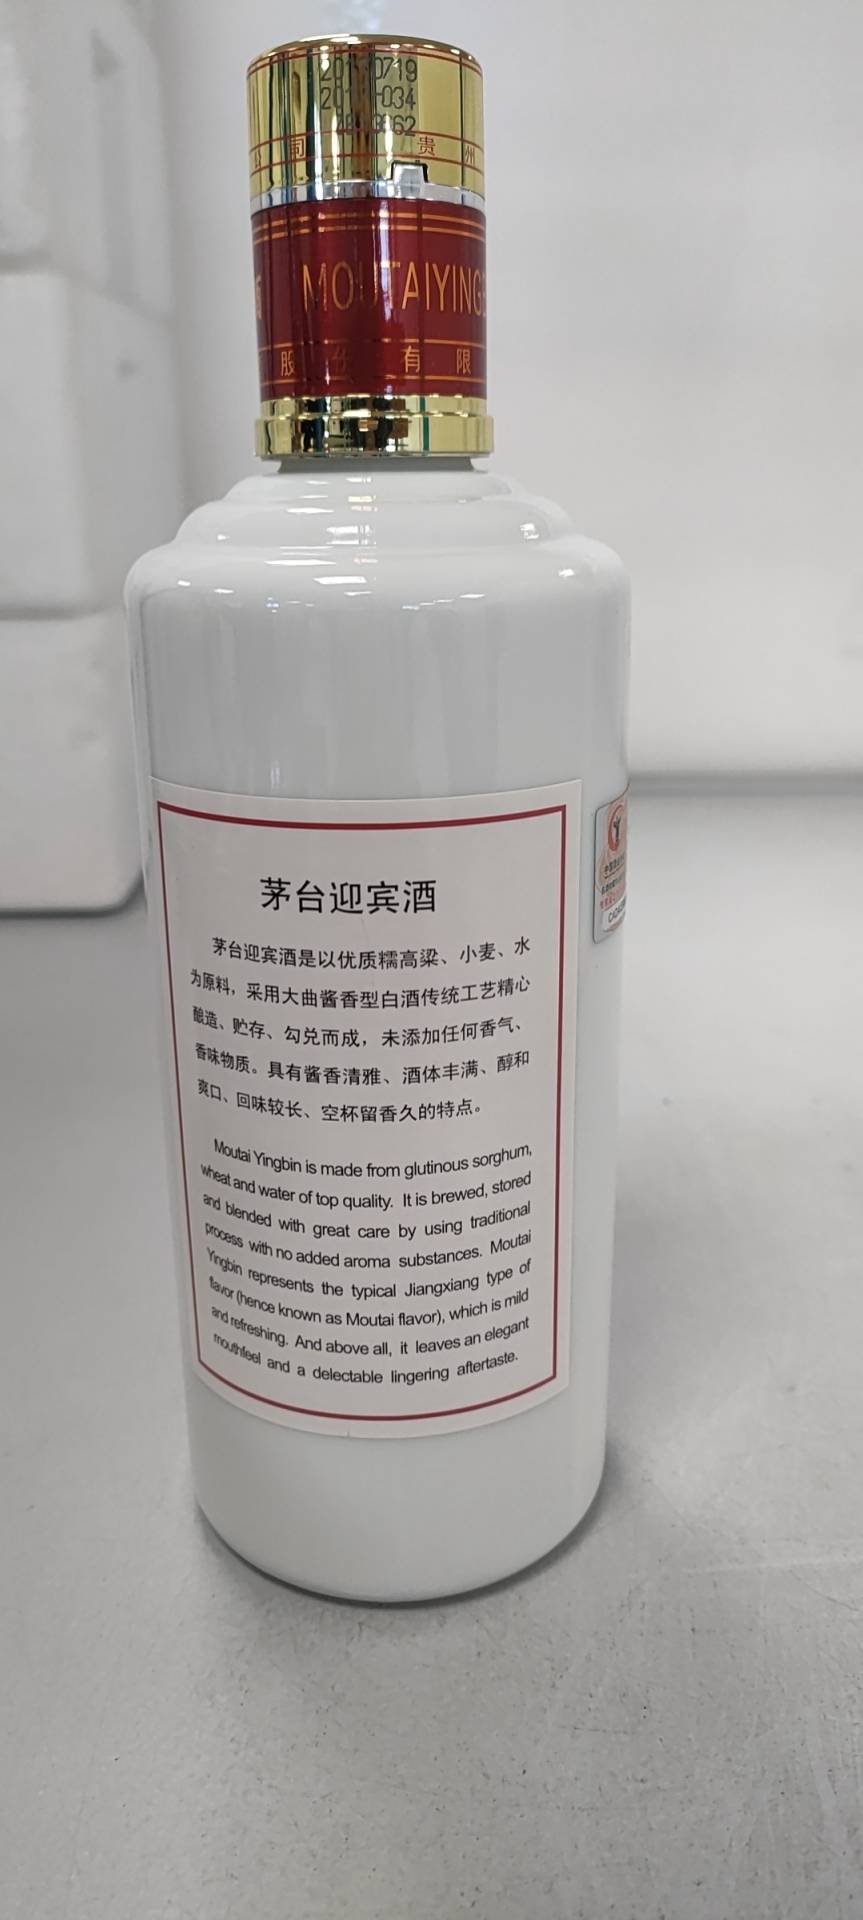 公司 贵州
MOUTAIYING
股份有限
茅台迎宾酒
茅台迎宾酒是以优质糯高粱、小麦、水
为原料，采用大曲酱香型白酒传统工艺精心
酿造、贮存、勾兑而成，未添加任何香气、
香味物质。具有酱香清雅、酒体丰满、醇和
爽口、回味较长、空杯留香久的特点。
Moutai Yingbin is made from glutinous sorghum,
wheat and water of top quality. It is brewed, stored
and blended with great care by using traditional
process with no added aroma substances. Moutai
Yingbin represents the typical Jiangxiang type of
flavor (hence known as Moutai flavor), which is mild
and refreshing. And above all, it leaves an elegant
mouthfeel and a delectable lingering aftertaste.